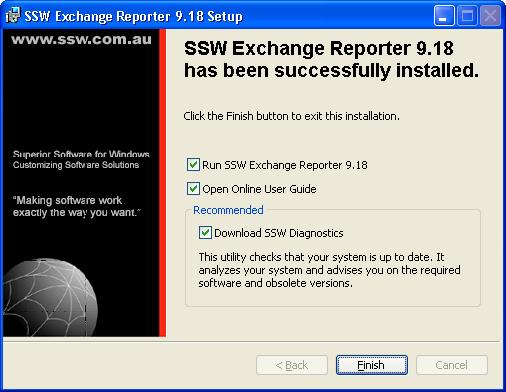 SSW Exchange Reporter 9.18 Setup
www.ssw.com.au
Superior Software for Windows
Customizing Software Solutions
"Making software work
exactly the way you want."
SSW Exchange Reporter 9.18
has been successfully installed.
Click the Finish button to exit this installation.
Run SSW Exchange Reporter 9.18
Open Online User Guide
Recommended
Download SSW Diagnostics
This utility checks that your system is up to date. It
analyzes your system and advises you on the required
software and obsolete versions.
< Back
Finish
Cancel